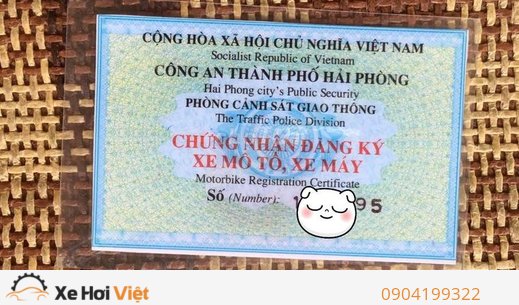 CỘNG HÒA XÃ HỘI CHỦ NGHĨA VIỆT NAM
Socialist Republic of Vietnam
CÔNG AN THÀNH PHỐ HẢI PHÒNG
Hai Phong city's Public Security
PHÒNG CẢNH SÁT GIAO THÔNG
The Traffic Police Division
CHỨNG NHẬN ĐĂNG KÝ
XE MÔ TÔ, XE MÁY
Motorbike Registration Certificate
Số (Number): 95
Xe Hơi Việt 0904199322